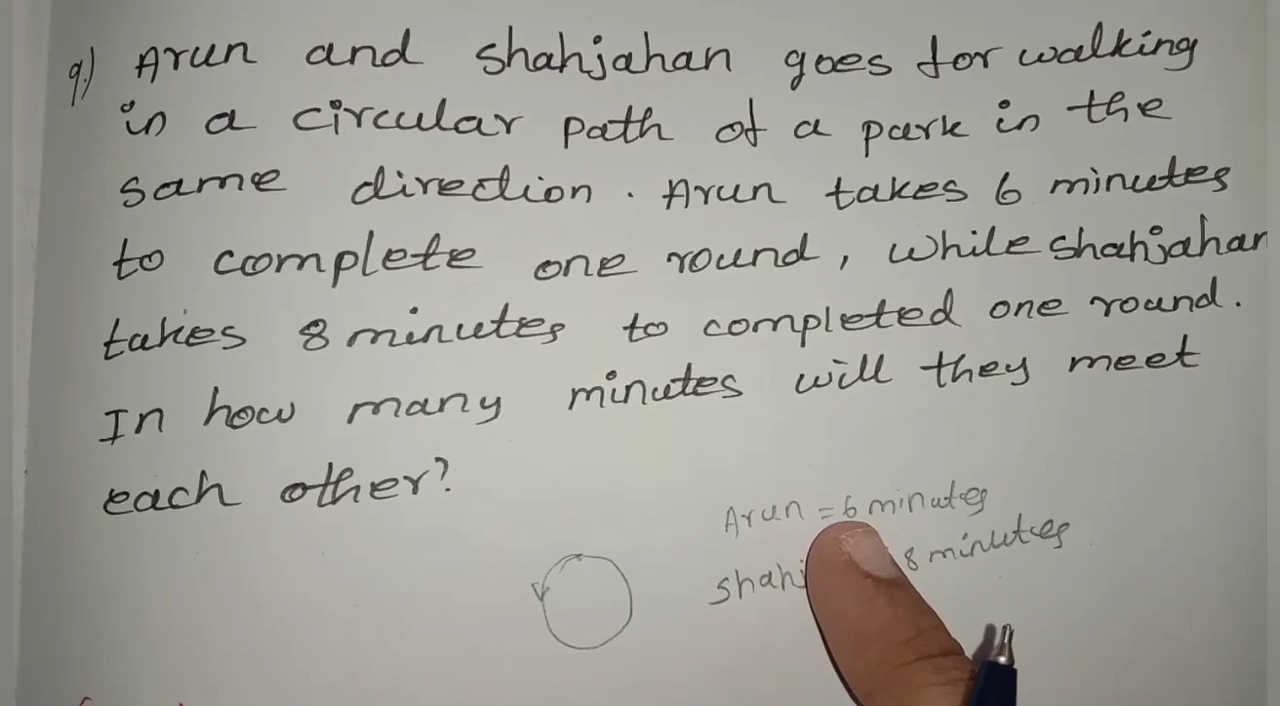 q.) Arun and shahjahan goes for walking
in a circular path of a park in the
same direction. Arun takes 6 minutes
to complete one round, while shahjahan
takes 8 minutes to completed one round.
In how many minutes will they meet
each other?
Arun = 6 minutes
shahj 8 minutes